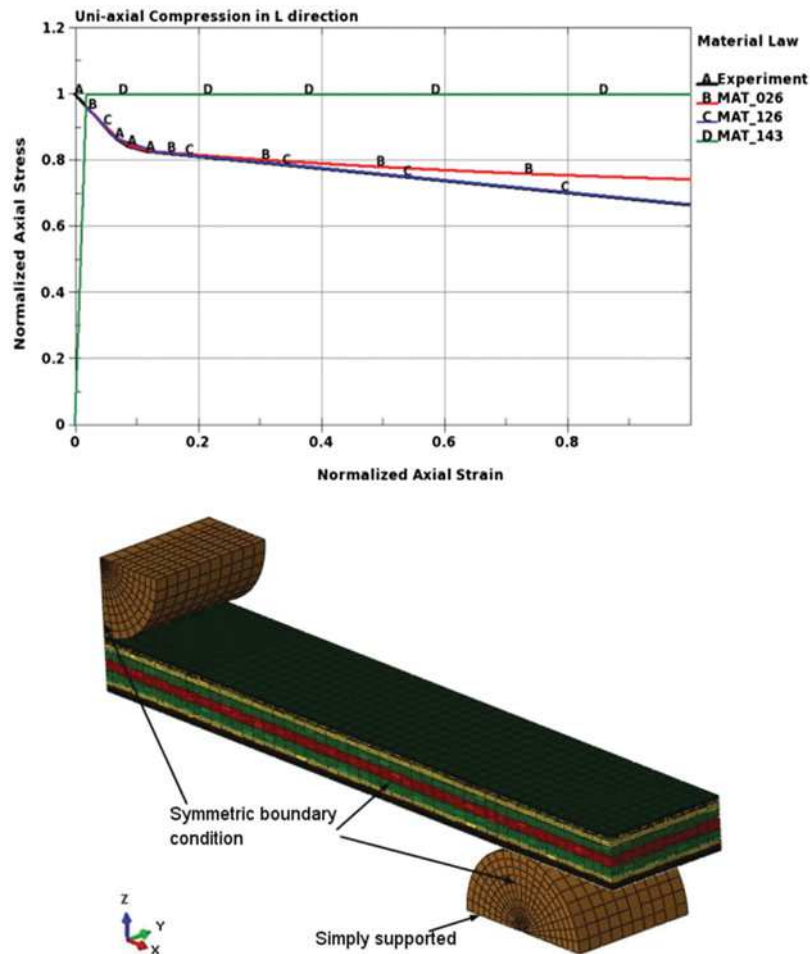 Uni-axial Compression in L direction
Normalized Axial Stress
1.2
1
0.8
0.6
0.4
0.2
0
0
0.2
0.4
0.6
0.8
Normalized Axial Strain
A
B
C
A
A
A
B
C
B
C
B
C
B
C
D
D
D
D
D
Material Law
A Experiment
B MAT_026
C MAT_126
D MAT_143
Symmetric boundary
condition
Simply supported
Z
Y
X